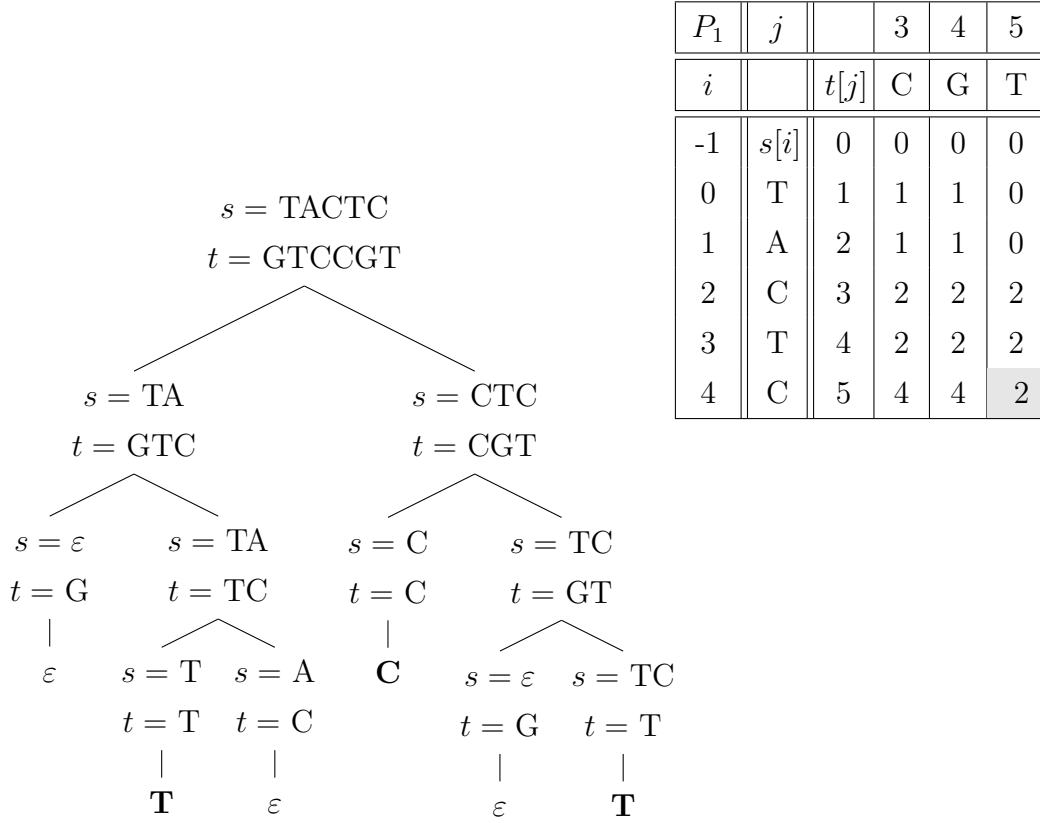 P₁ j 3 4 5
i t[j] C G T
-1 s[i] 0 0 0 0
0 T 1 1 1 0
1 A 2 1 1 0
2 C 3 2 2 2
3 T 4 2 2 2
4 C 5 4 4 2
s = TACTC
t = GTCCGT
s = TA s = CTC
t = GTC t = CGT
s = ε s = TA s = C s = TC
t = G t = TC t = C t = GT
ε s = T s = A C s = ε s = TC
t = T t = C t = G t = T
T ε ε T